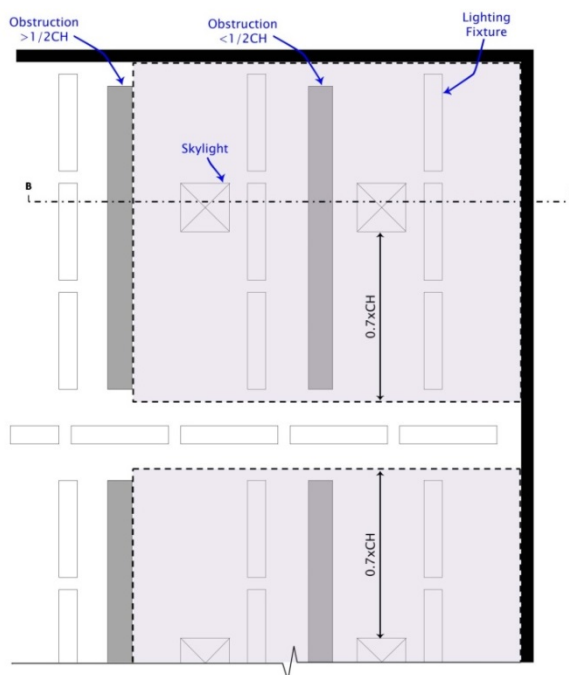 Obstruction
>1/2CH
Obstruction
<1/2CH
Lighting
Fixture
Skylight
B
0.7xCH
0.7xCH